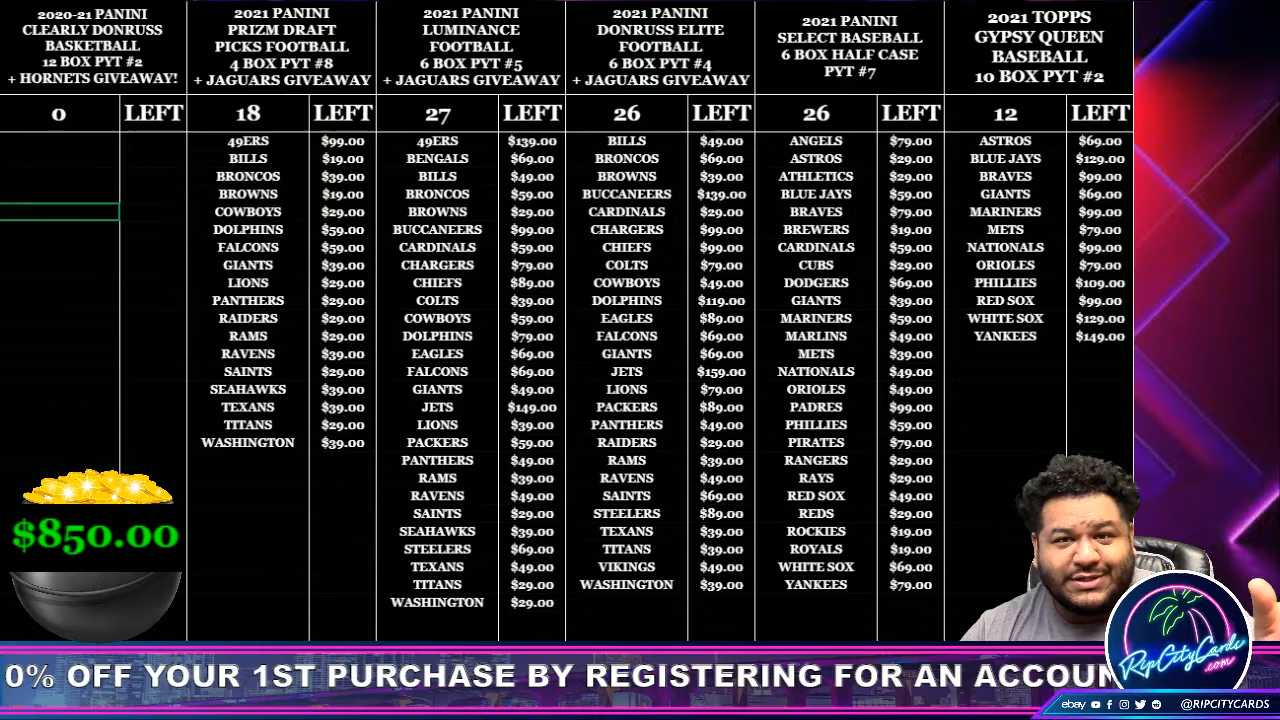 2020-21 PANINI
CLEARLY DONRUSS
BASKETBALL
12 BOX PYT #2
+ HORNETS GIVEAWAY!
0 LEFT
2021 PANINI
PRIZM DRAFT
PICKS FOOTBALL
4 BOX PYT #8
+ JAGUARS GIVEAWAY
18 LEFT
49ERS $99.00
BILLS $19.00
BRONCOS $39.00
BROWNS $19.00
COWBOYS $29.00
DOLPHINS $59.00
FALCONS $59.00
GIANTS $39.00
LIONS $29.00
PANTHERS $29.00
RAIDERS $29.00
RAMS $29.00
RAVENS $39.00
SAINTS $29.00
SEAHAWKS $39.00
TEXANS $39.00
TITANS $29.00
WASHINGTON $39.00
2021 PANINI
LUMINANCE
FOOTBALL
6 BOX PYT #5
+ JAGUARS GIVEAWAY
27 LEFT
49ERS $139.00
BENGALS $69.00
BILLS $49.00
BRONCOS $59.00
BROWNS $29.00
BUCCANEERS $99.00
CARDINALS $59.00
CHARGERS $79.00
CHIEFS $89.00
COLTS $39.00
COWBOYS $59.00
DOLPHINS $79.00
EAGLES $69.00
FALCONS $69.00
GIANTS $49.00
JETS $149.00
LIONS $39.00
PACKERS $59.00
PANTHERS $49.00
RAMS $39.00
RAVENS $49.00
SAINTS $29.00
SEAHAWKS $39.00
STEELERS $69.00
TEXANS $49.00
TITANS $29.00
WASHINGTON $29.00
2021 PANINI
DONRUSS ELITE
FOOTBALL
6 BOX PYT #4
+ JAGUARS GIVEAWAY
26 LEFT
BILLS $49.00
BRONCOS $69.00
BROWNS $39.00
BUCCANEERS $139.00
CARDINALS $29.00
CHARGERS $99.00
CHIEFS $99.00
COLTS $79.00
COWBOYS $49.00
DOLPHINS $119.00
EAGLES $89.00
FALCONS $69.00
GIANTS $69.00
JETS $159.00
LIONS $79.00
PACKERS $89.00
PANTHERS $49.00
RAIDERS $29.00
RAMS $39.00
RAVENS $49.00
SAINTS $69.00
STEELERS $89.00
TEXANS $39.00
TITANS $39.00
VIKINGS $49.00
WASHINGTON $39.00
2021 PANINI
SELECT BASEBALL
6 BOX HALF CASE
PYT #7
26 LEFT
ANGELS $79.00
ASTROS $29.00
ATHLETICS $29.00
BLUE JAYS $59.00
BRAVES $79.00
BREWERS $19.00
CARDINALS $59.00
CUBS $29.00
DODGERS $69.00
GIANTS $39.00
MARINERS $59.00
MARLINS $49.00
METS $39.00
NATIONALS $49.00
ORIOLES $49.00
PADRES $99.00
PHILLIES $59.00
PIRATES $79.00
RANGERS $29.00
RAYS $29.00
RED SOX $49.00
REDS $29.00
ROCKIES $19.00
ROYALS $19.00
WHITE SOX $69.00
YANKEES $79.00
2021 TOPPS
GYPSY QUEEN
BASEBALL
10 BOX PYT #2
12 LEFT
ASTROS $69.00
BLUE JAYS $129.00
BRAVES $99.00
GIANTS $69.00
MARINERS $99.00
METS $79.00
NATIONALS $99.00
ORIOLES $79.00
PHILLIES $109.00
RED SOX $99.00
WHITE SOX $129.00
YANKEES $149.00
$850.00
RipCityCards
.com
0% OFF YOUR 1ST PURCHASE BY REGISTERING FOR AN ACCOUN
ebay @RIPCITYCARDS